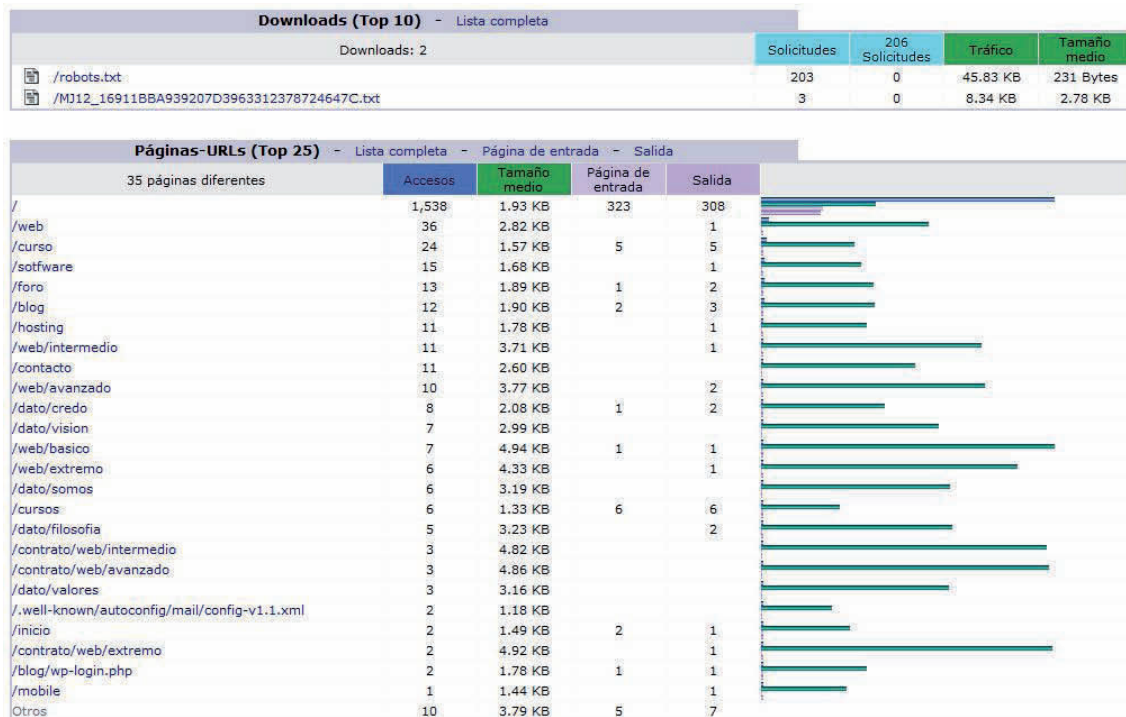 Downloads (Top 10) - Lista completa
Downloads: 2 Solicitudes 206 Solicitudes Tráfico Tamaño medio
/robots.txt 203 0 45.83 KB 231 Bytes
/MJ12_16911BBA939207D3963312378724647C.txt 3 0 8.34 KB 2.78 KB
Páginas-URLs (Top 25) - Lista completa - Página de entrada - Salida
35 páginas diferentes Accesos Tamaño medio Página de entrada Salida
/ 1,538 1.93 KB 323 308
/web 36 2.82 KB 1
/curso 24 1.57 KB 5 5
/sotfware 15 1.68 KB 1
/foro 13 1.89 KB 1 2
/blog 12 1.90 KB 2 3
/hosting 11 1.78 KB 1
/web/intermedio 11 3.71 KB 1
/contacto 11 2.60 KB
/web/avanzado 10 3.77 KB 2
/dato/credo 8 2.08 KB 1 2
/dato/vision 7 2.99 KB
/web/basico 7 4.94 KB 1 1
/web/extremo 6 4.33 KB 1
/dato/somos 6 3.19 KB
/cursos 6 1.33 KB 6 6
/dato/filosofia 5 3.23 KB 2
/contrato/web/intermedio 3 4.82 KB
/contrato/web/avanzado 3 4.86 KB
/dato/valores 3 3.16 KB
/.well-known/autoconfig/mail/config-v1.1.xml 2 1.18 KB
/inicio 2 1.49 KB 2 1
/contrato/web/extremo 2 4.92 KB 1
/blog/wp-login.php 2 1.78 KB 1 1
/mobile 1 1.44 KB 1
Otros 10 3.79 KB 5 7